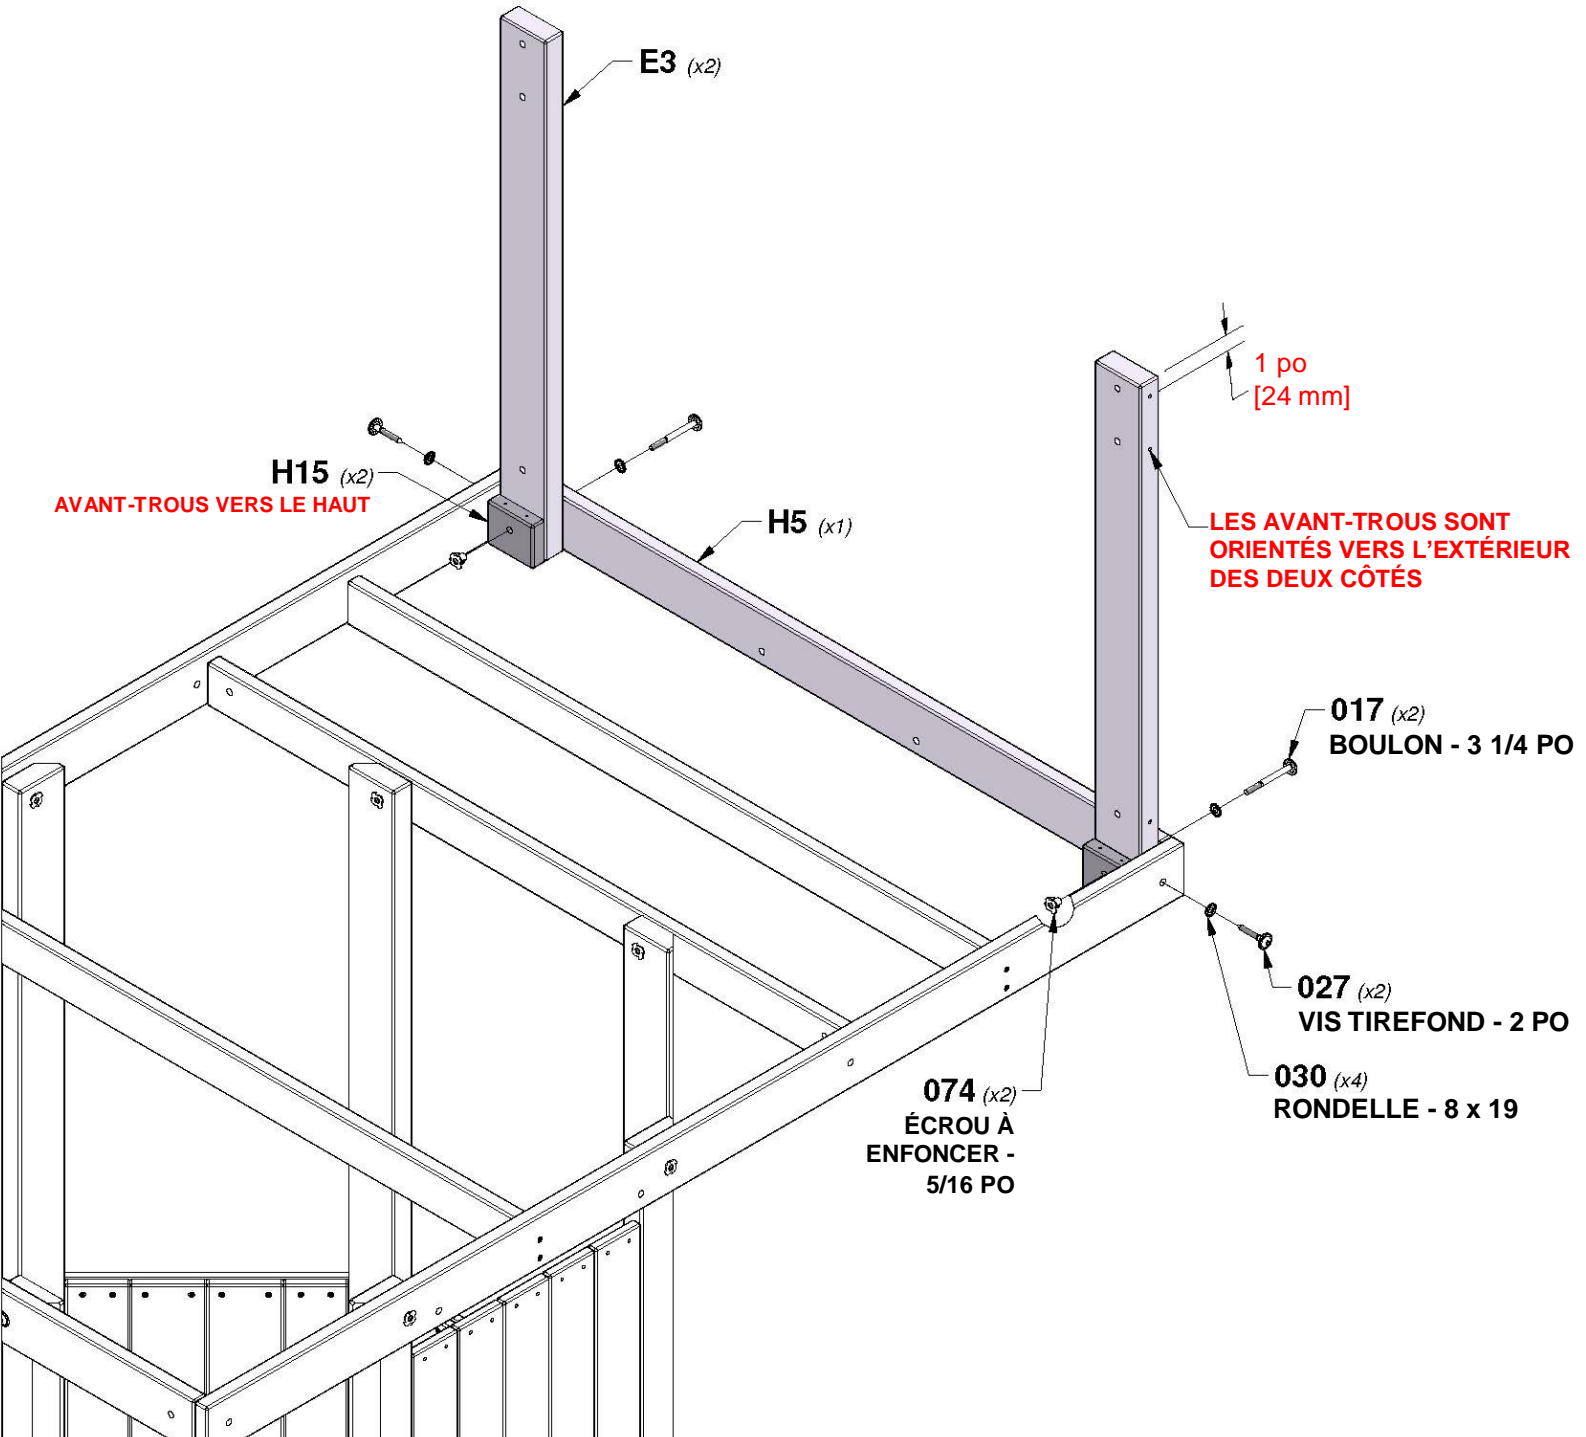 E3 (x2)
1 po
[24 mm]
H15 (x2)
AVANT-TROUS VERS LE HAUT
H5 (x1)
LES AVANT-TROUS SONT
ORIENTÉS VERS L'EXTÉRIEUR
DES DEUX CÔTÉS
017 (x2)
BOULON - 3 1/4 PO
027 (x2)
VIS TIREFOND - 2 PO
030 (x4)
RONDELLE - 8 x 19
074 (x2)
ÉCROU À
ENFONCER -
5/16 PO